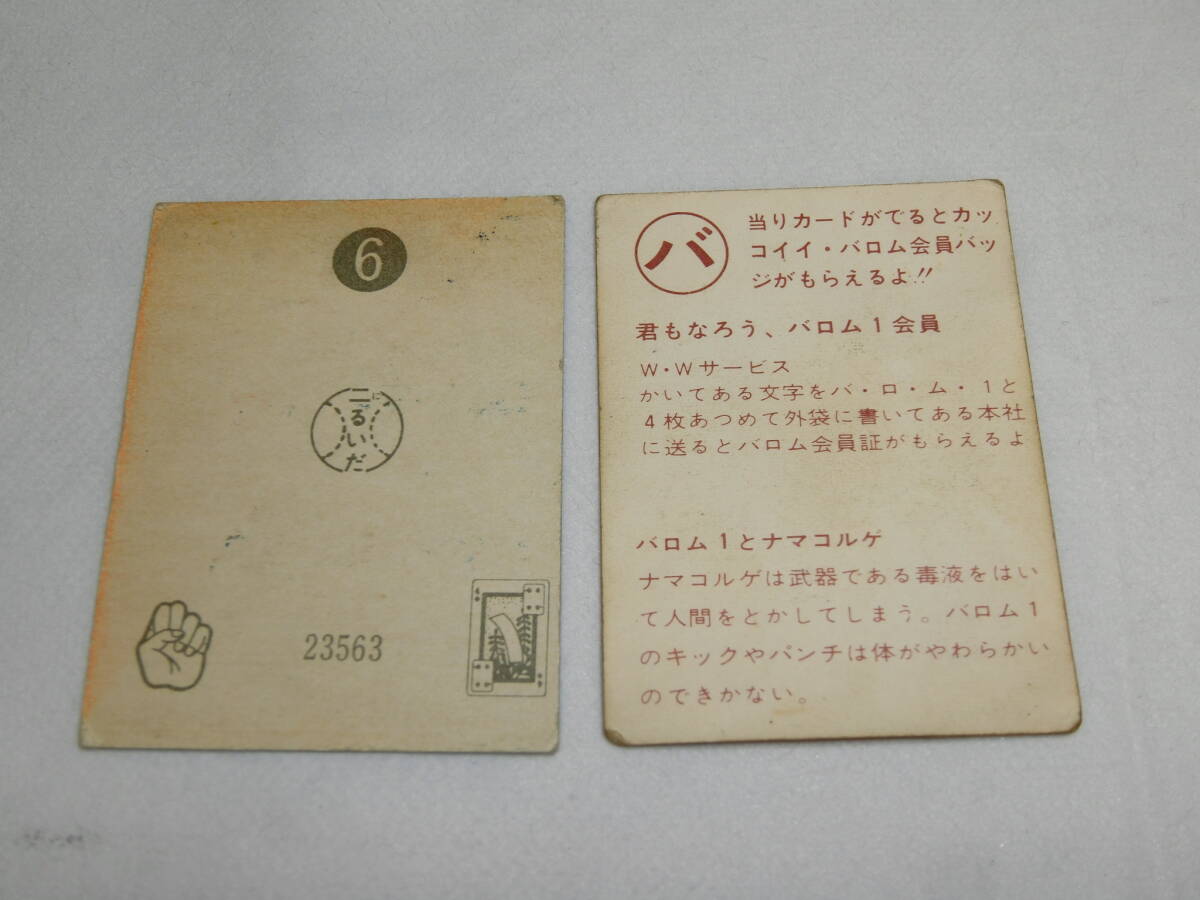 6
二るいだ
23563
バ
当りカードがでるとカッ
コイイ・バロム会員バッ
ジがもらえるよ!!
君もなろう、バロム1会員
W・Wサービス
かいてある文字をバ・ロ・ム・1と
4枚あつめて外袋に書いてある本社
に送るとバロム会員証がもらえるよ
バロム1とナマコルゲ
ナマコルゲは武器である毒液をはい
て人間をとかしてしまう。バロム1
のキックやパンチは体がやわらかい
のできかない。